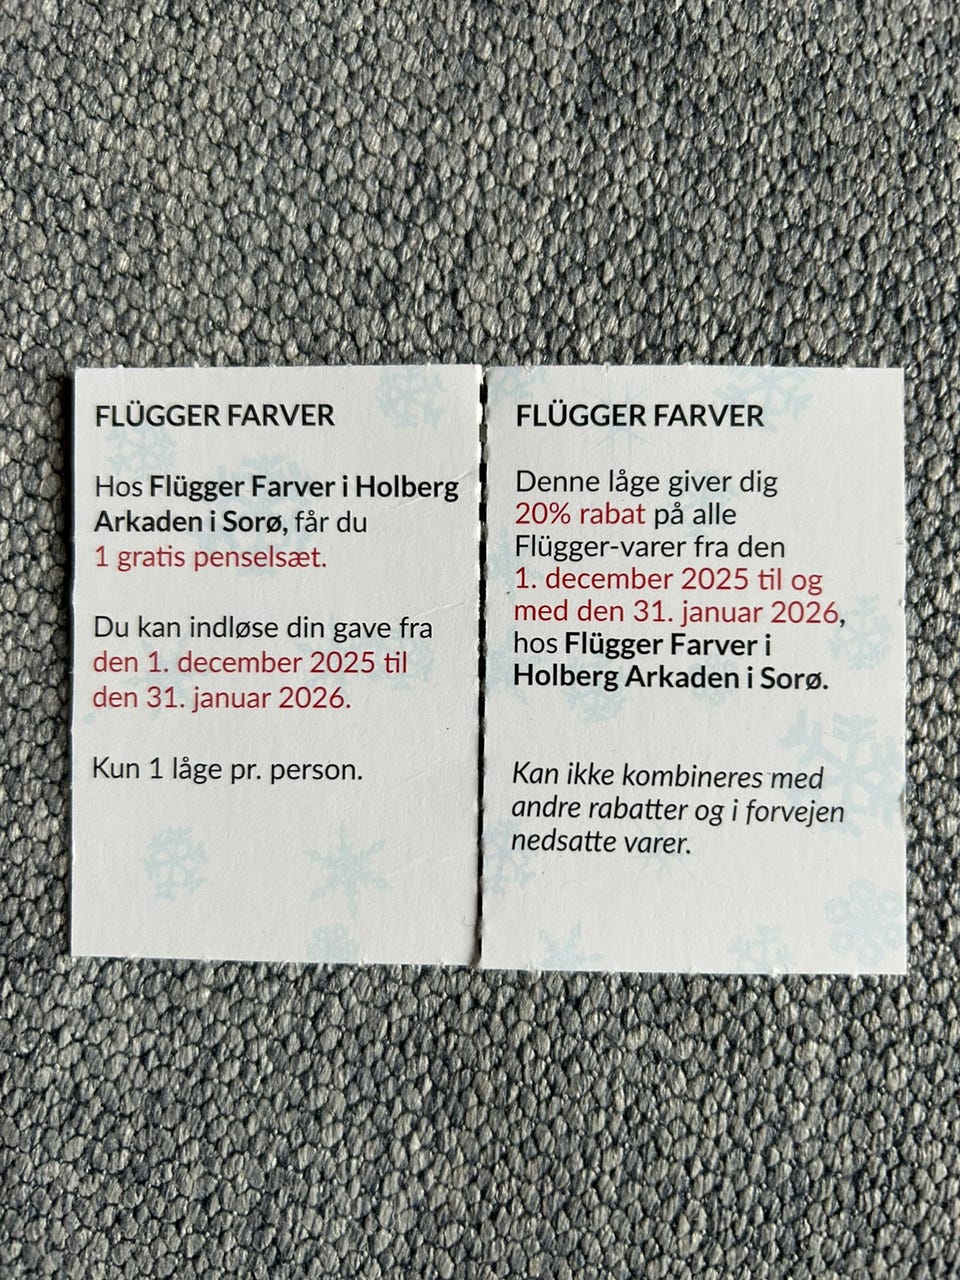 FLÜGGER FARVER
Hos Flügger Farver i Holberg
Arkaden i Sorø, får du
1 gratis penselsæt.
Du kan indløse din gave fra
den 1. december 2025 til
den 31. januar 2026.
Kun 1 låge pr. person.
FLÜGGER FARVER
Denne låge giver dig
20% rabat på alle
Flügger-varer fra den
1. december 2025 til og
med den 31. januar 2026,
hos Flügger Farver i
Holberg Arkaden i Sorø.
Kan ikke kombineres med
andre rabatter og i forvejen
nedsatte varer.